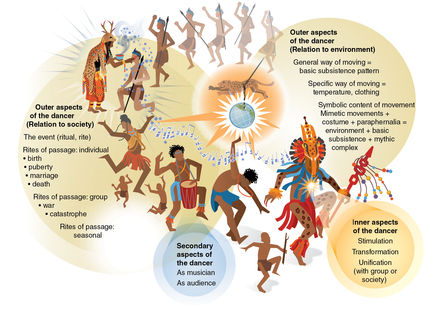 Outer aspects
of the dancer
(Relation to environment)
General way of moving =
basic subsistence pattern
Specific way of moving =
temperature, clothing
Symbolic content of movement
Mimetic movements +
costume + paraphernalia =
environment + basic
subsistence + mythic
complex
Outer aspects
of the dancer
(Relation to society)
The event (ritual, rite)
Rites of passage: individual
• birth
• puberty
• marriage
• death
Rites of passage: group
• war
• catastrophe
Rites of passage:
seasonal
Secondary
aspects of
the dancer
As musician
As audience
Inner aspects
of the dancer
Stimulation
Transformation
Unification
(with group or
society)